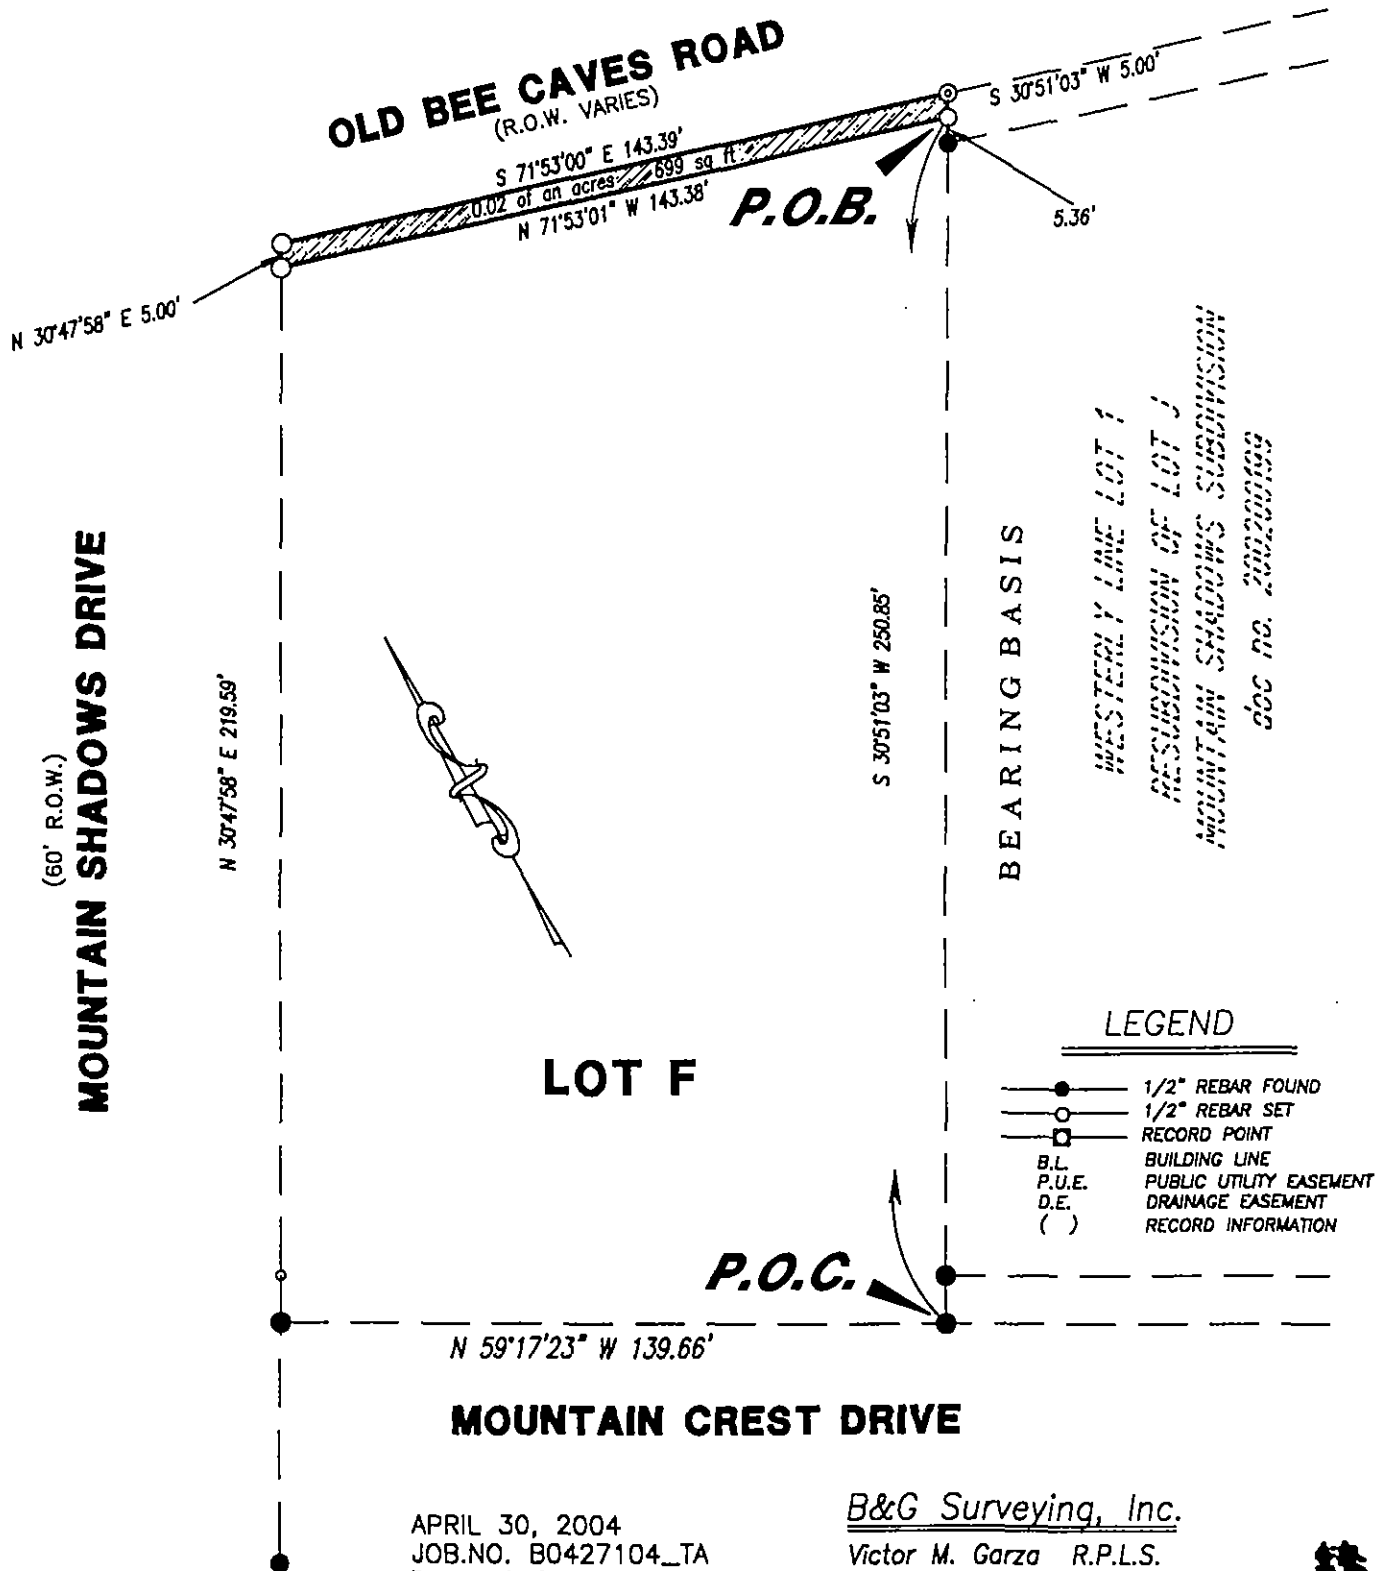 OLD BEE CAVES ROAD
(R.O.W. VARIES)
S 71°53'00" E 143.39'
0.02 of an acres 699 sq ft
N 71°53'01" W 143.38'
S 30°51'03" W 5.00'
P.O.B.
5.36'
N 30°47'58" E 5.00'
(60' R.O.W.)
MOUNTAIN SHADOWS DRIVE
N 30°47'58" E 219.59'
S 30°51'03" W 250.85'
BEARING BASIS
WESTERLY LINE LOT 1
RESUBDIVISION OF LOT J
MOUNTAIN SHADOWS SUBDIVISION
doc no.
LOT F
LEGEND
1/2" REBAR FOUND
1/2" REBAR SET
RECORD POINT
B.L. BUILDING LINE
P.U.E. PUBLIC UTILITY EASEMENT
D.E. DRAINAGE EASEMENT
( ) RECORD INFORMATION
P.O.C.
N 59°17'23" W 139.66'
MOUNTAIN CREST DRIVE
APRIL 30, 2004
JOB.NO. B0427104_TA
B&G Surveying, Inc.
Victor M. Garza R.P.L.S.